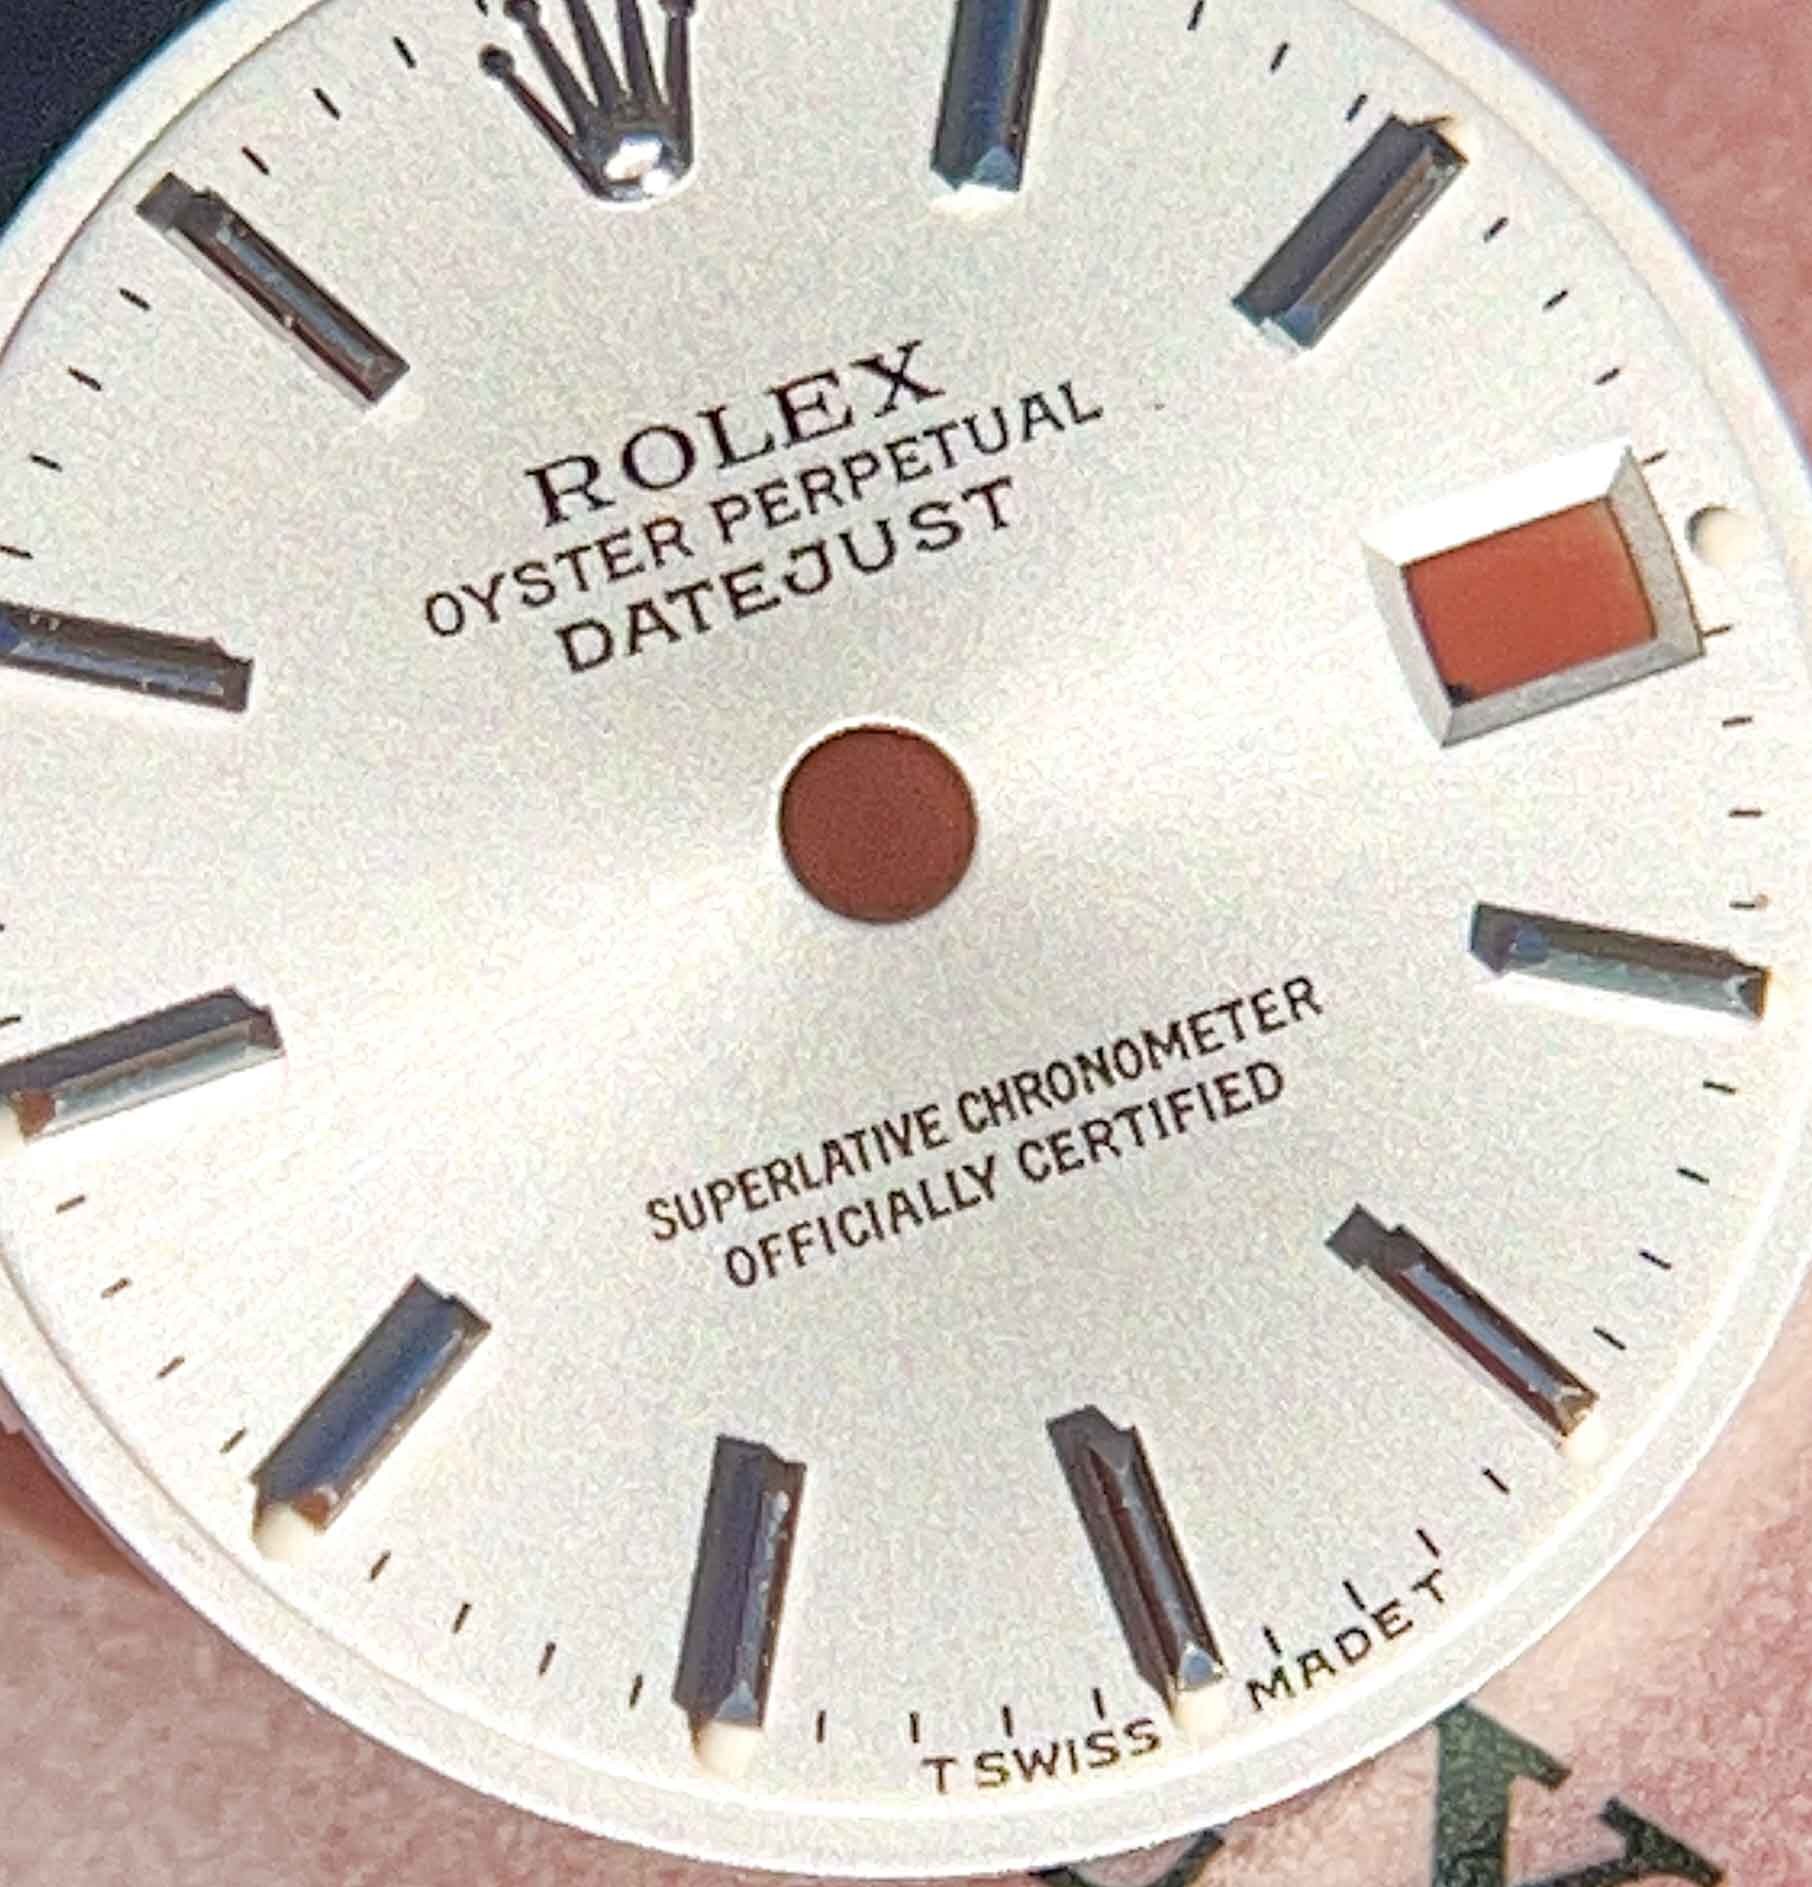 ROLEX
OYSTER PERPETUAL
DATEJUST
SUPERLATIVE CHRONOMETER
OFFICIALLY CERTIFIED
T SWISS MADE T